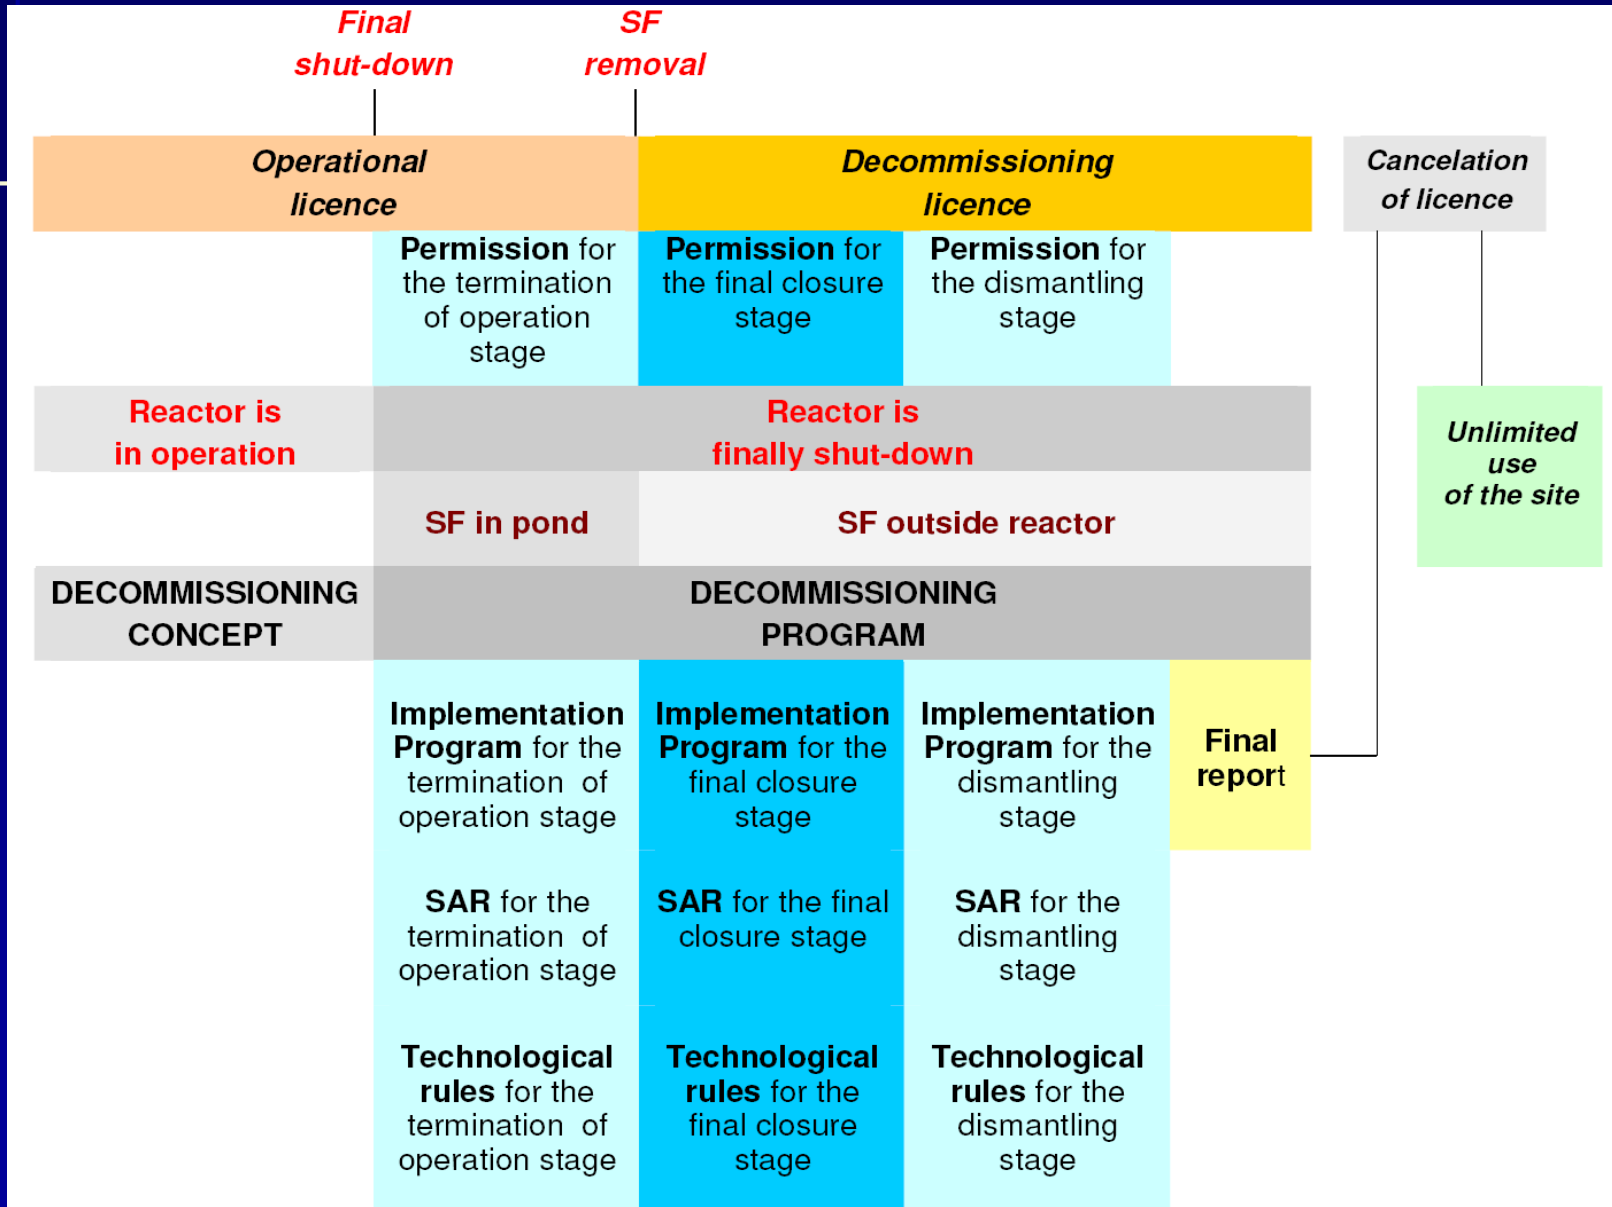 Final
shut-down
SF
removal
Operational
licence
Decommissioning
licence
Cancelation
of licence
Permission for
the termination
of operation
stage
Permission for
the final closure
stage
Permission for
the dismantling
stage
Reactor is
in operation
Reactor is
finally shut-down
Unlimited
use
of the site
SF in pond
SF outside reactor
DECOMMISSIONING
CONCEPT
DECOMMISSIONING
PROGRAM
Implementation
Program for the
termination of
operation stage
Implementation
Program for the
final closure
stage
Implementation
Program for the
dismantling
stage
Final
report
SAR for the
termination of
operation stage
SAR for the final
closure stage
SAR for the
dismantling
stage
Technological
rules for the
termination of
operation stage
Technological
rules for the
final closure
stage
Technological
rules for the
dismantling
stage